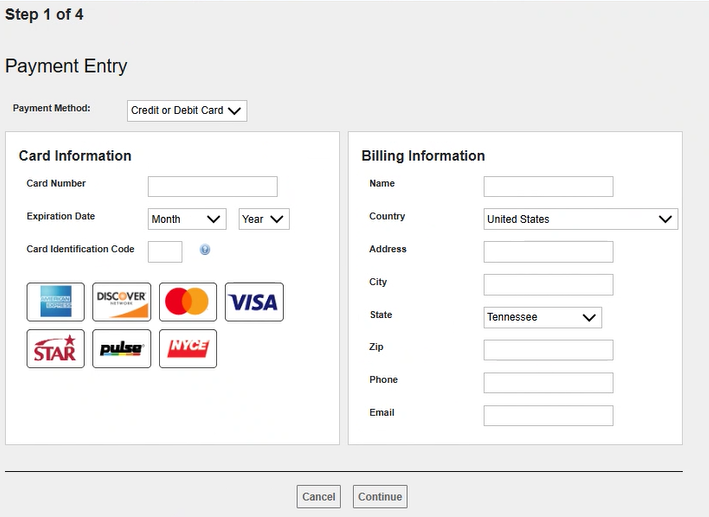 Step 1 of 4
Payment Entry
Payment Method:
Credit or Debit Card
Card Information
Card Number
Expiration Date
Month
Year
Card Identification Code
AMERICAN
EXPRESS
DISCOVER
NETWORK
VISA
STAR
pulse
NYCE
Billing Information
Name
Country
United States
Address
City
State
Tennessee
Zip
Phone
Email
Cancel
Continue